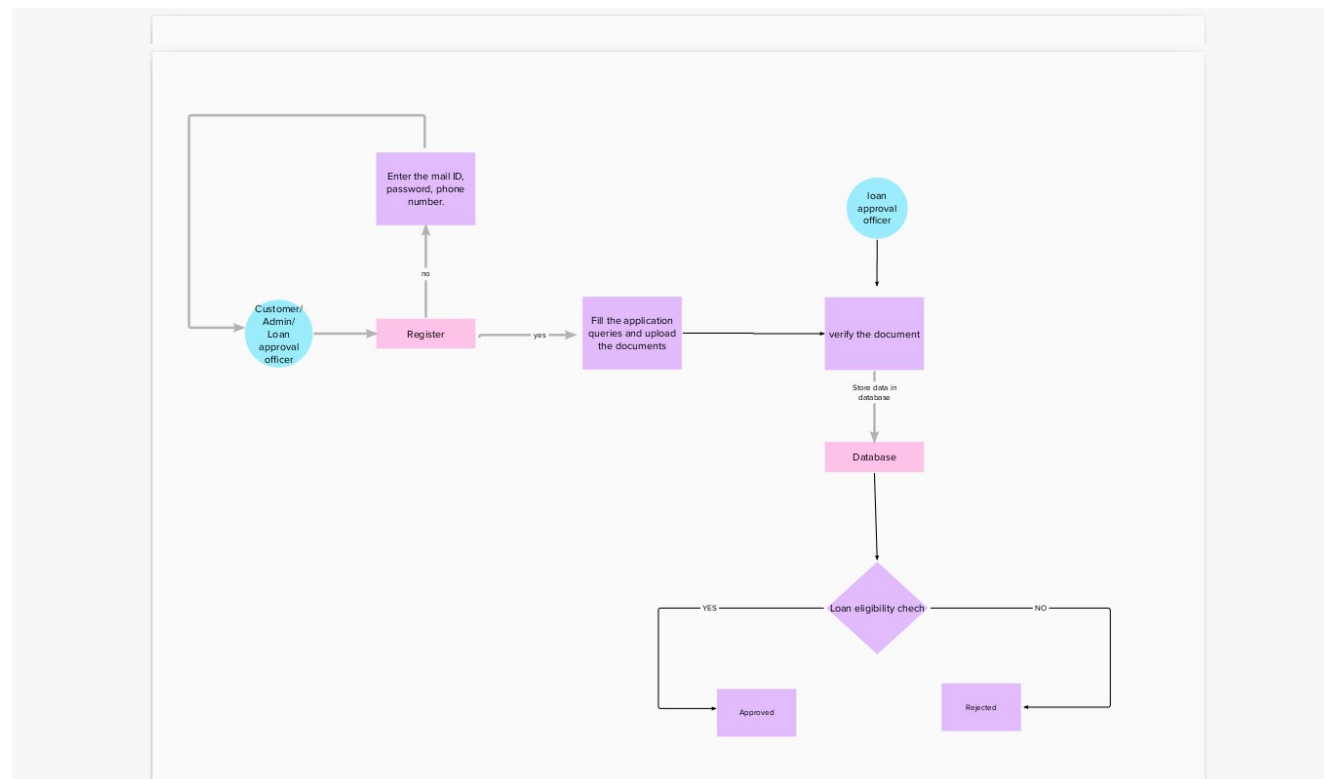 Enter the mail ID,
password, phone
number.
loan
approval
officer
no
Customer/
Admin/
Loan
approval
officer
Register
yes
Fill the application
queries and upload
the documents
verify the document
Store data in
database
Database
YES
Loan eligibility chech
NO
Approved
Rejected